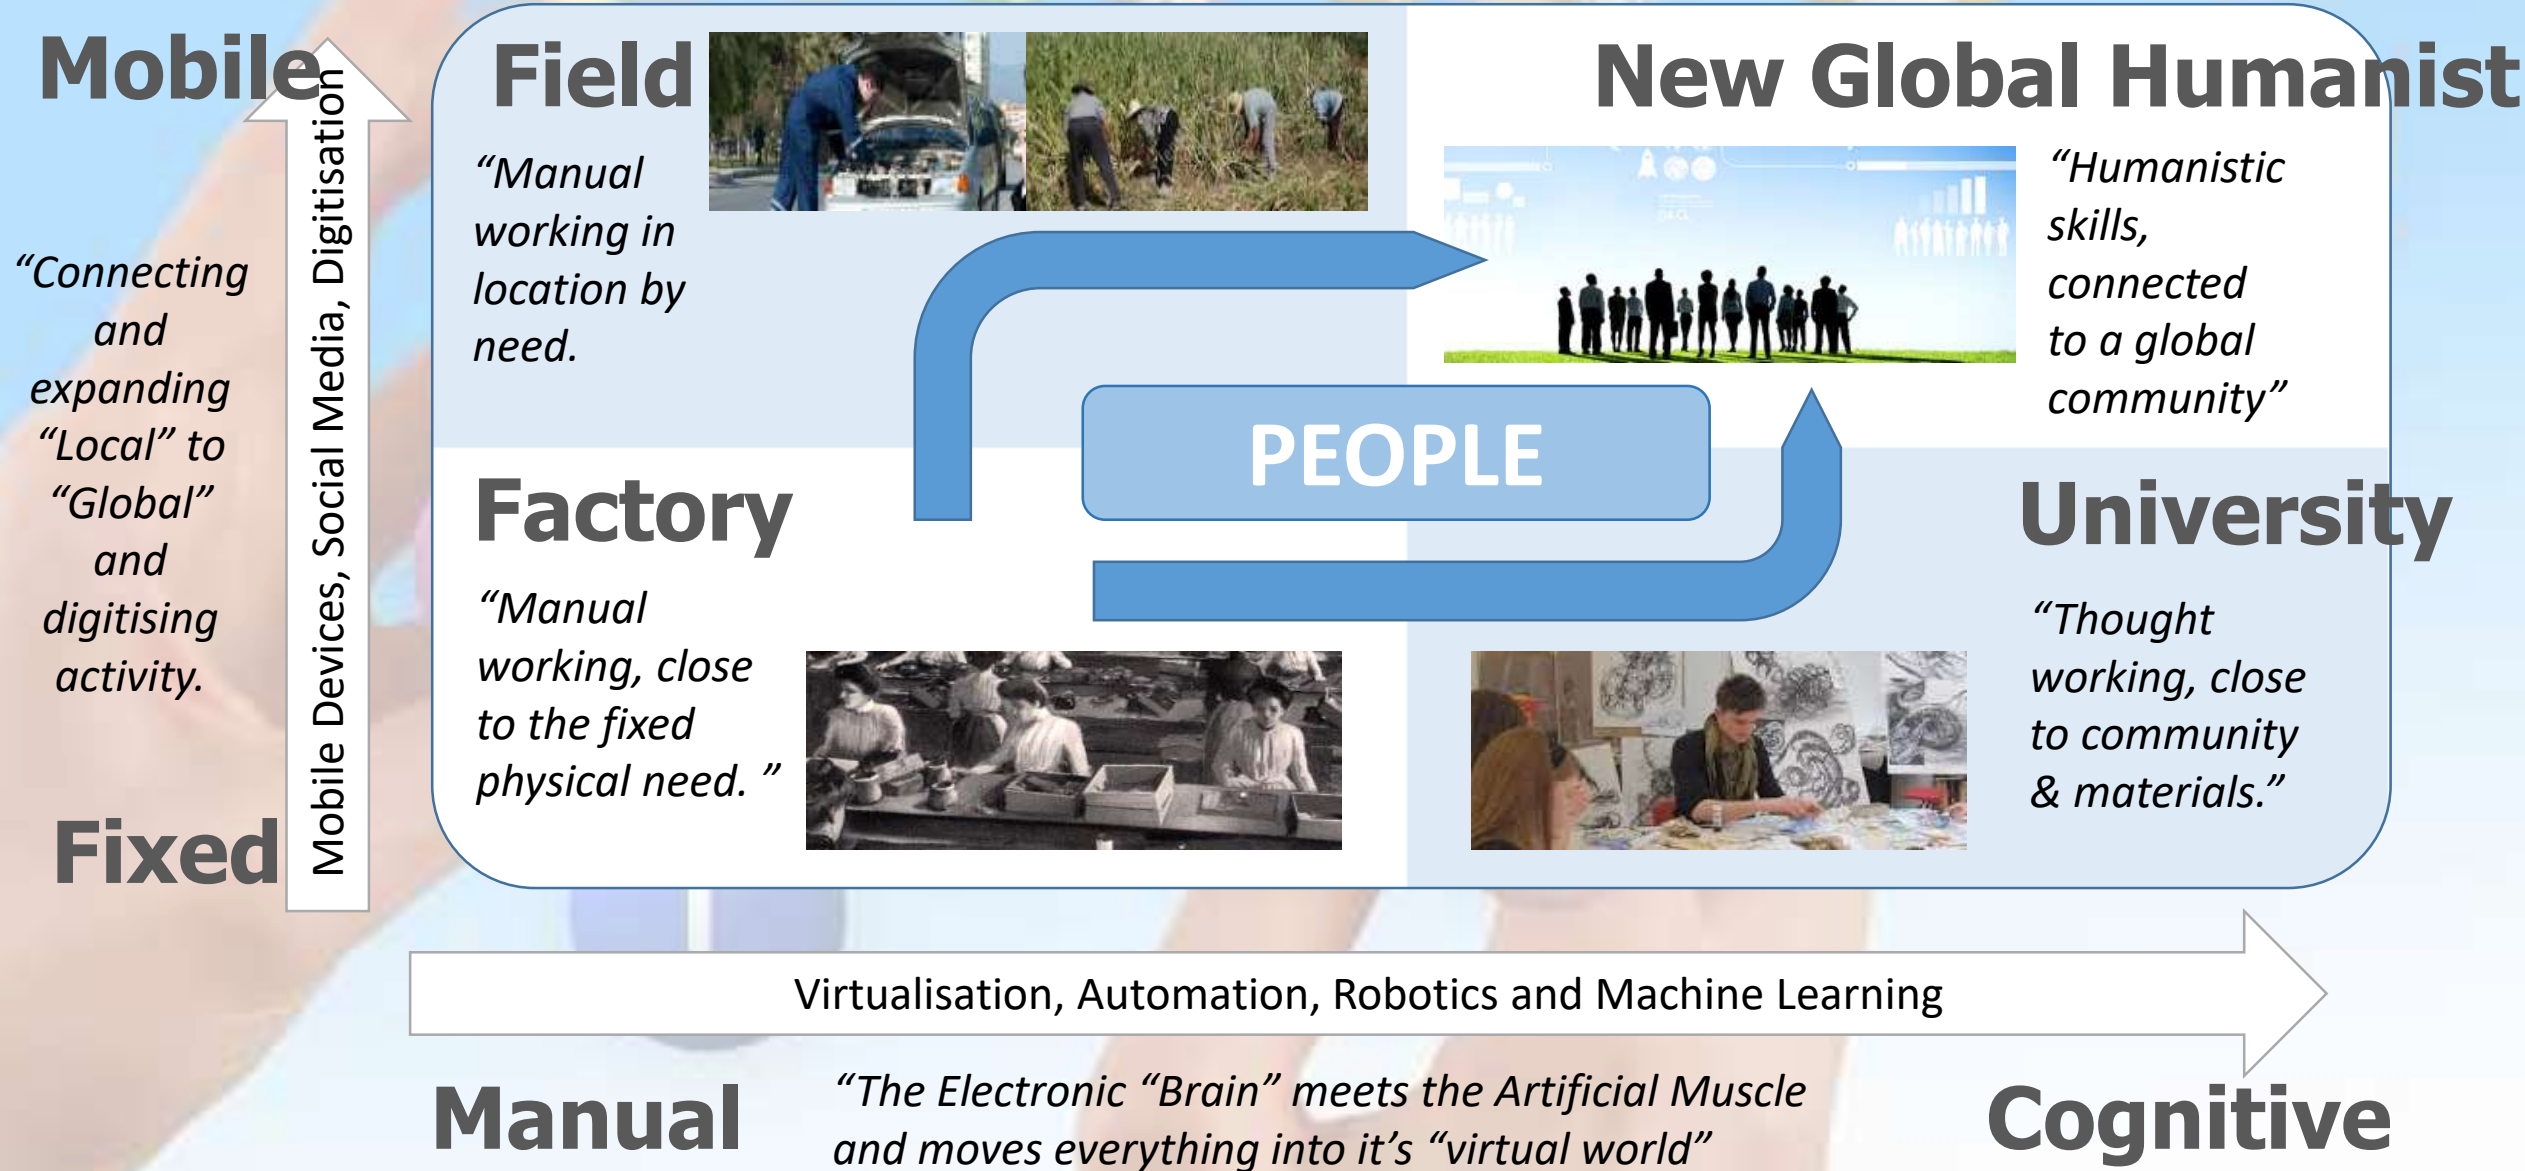 Mobile
Mobile Devices, Social Media, Digitisation
“Connecting
and
expanding
“Local” to
“Global”
and
digitising
activity.
Fixed
Field
“Manual
working in
location by
need.
New Global Humanist
“Humanistic
skills,
connected
to a global
community”
PEOPLE
Factory
“Manual
working, close
to the fixed
physical need. ”
University
“Thought
working, close
to community
& materials.”
Virtualisation, Automation, Robotics and Machine Learning
Manual
“The Electronic “Brain” meets the Artificial Muscle
and moves everything into it’s “virtual world”
Cognitive